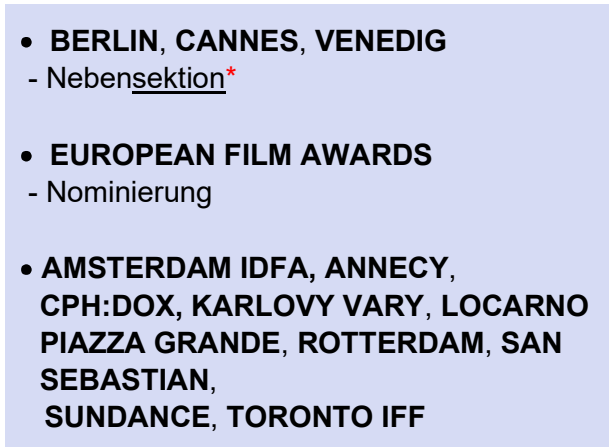 • BERLIN, CANNES, VENEDIG
- Nebensektion*
• EUROPEAN FILM AWARDS
- Nominierung
• AMSTERDAM IDFA, ANNECY,
CPH:DOX, KARLOVY VARY, LOCARNO
PIAZZA GRANDE, ROTTERDAM, SAN
SEBASTIAN,
SUNDANCE, TORONTO IFF